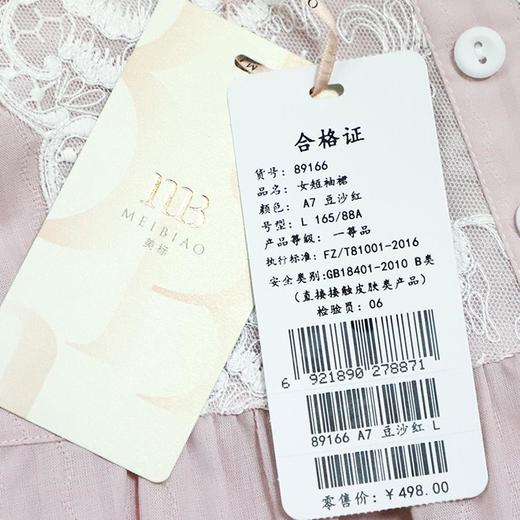 MEIBIAO
美标
合格证
货号: 89166
品名: 女短袖裙
颜色: A7 豆沙红
号型: L 165/88A
产品等级: 一等品
执行标准: FZ/T81001-2016
安全类别:GB18401-2010 B类
(直接接触皮肤类产品)
检验员: 06
6 921890 278871
89166 A7 豆沙红 L
零售价: ¥498.00